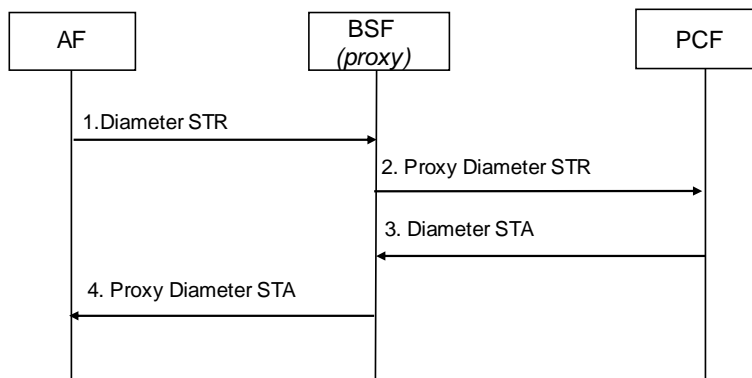 AF
BSF
(proxy)
PCF
1.Diameter STR
2. Proxy Diameter STR
3. Diameter STA
4. Proxy Diameter STA